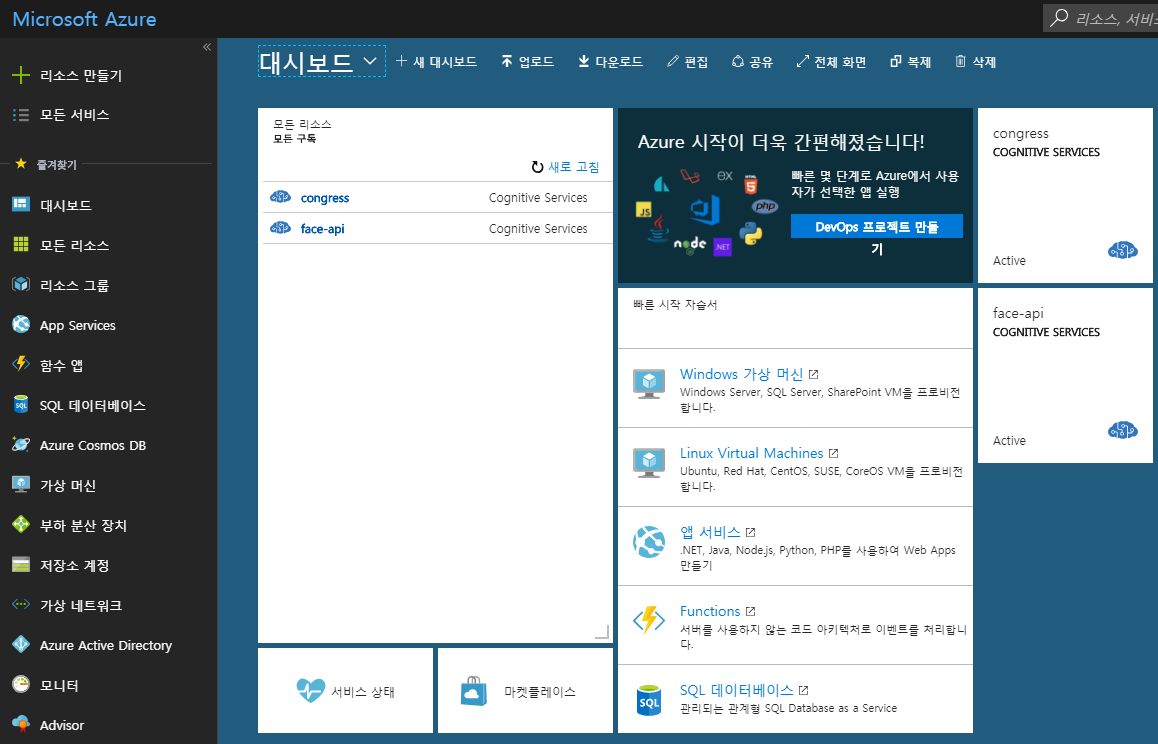 Microsoft Azure
리소스, 서비스
«
리소스 만들기
모든 서비스
즐겨찾기
대시보드
모든 리소스
리소스 그룹
App Services
함수 앱
SQL 데이터베이스
Azure Cosmos DB
가상 머신
부하 분산 장치
저장소 계정
가상 네트워크
Azure Active Directory
모니터
Advisor
대시보드
새 대시보드
업로드
다운로드
편집
공유
전체 화면
복제
삭제
모든 리소스
모든 구독
새로 고침
congress Cognitive Services
face-api Cognitive Services
서비스 상태
마켓플레이스
Azure 시작이 더욱 간편해졌습니다!
ex
HTML
5
JS
php
node
.NET
빠른 몇 단계로 Azure에서 사용
자가 선택한 앱 실행
DevOps 프로젝트 만들
기
빠른 시작 자습서
Windows 가상 머신
Windows Server, SQL Server, SharePoint VM을 프로비전
합니다.
Linux Virtual Machines
Ubuntu, Red Hat, CentOS, SUSE, CoreOS VM을 프로비전
합니다.
앱 서비스
.NET, Java, Node.js, Python, PHP를 사용하여 Web Apps
만들기
Functions
서버를 사용하지 않는 코드 아키텍처로 이벤트를 처리합니
다.
SQL
SQL 데이터베이스
관리되는 관계형 SQL Database as a Service
congress
COGNITIVE SERVICES
Active
face-api
COGNITIVE SERVICES
Active